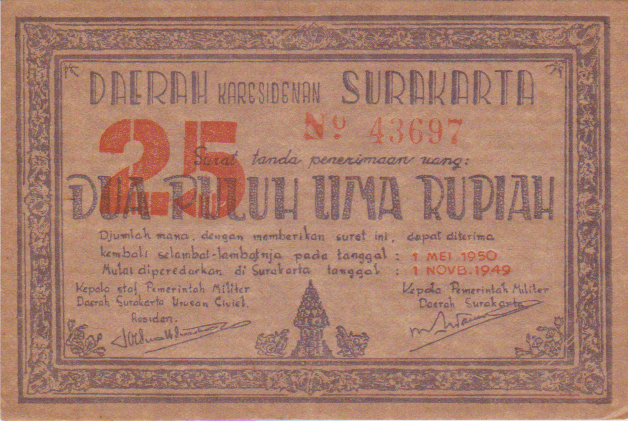 DAERAH KARESIDENAN SURAKARTA
25
Nº 43697
Surat tanda penerimaan uang:
DUA PULUH LIMA RUPIAH
Djumlah mana, dengan memberikan surat ini, dapat diterima
kembali selambat-lambatnja pada tanggal : 1 MEI 1950
Mulai diperedarkan di Surakarta tanggal : 1 NOVB. 1949
Kepala staf Pemerintah Militer
Daerah Surakarta Urusan Civiel.
Residen.
Kepala Pemerintah Militer
Daerah Surakarta